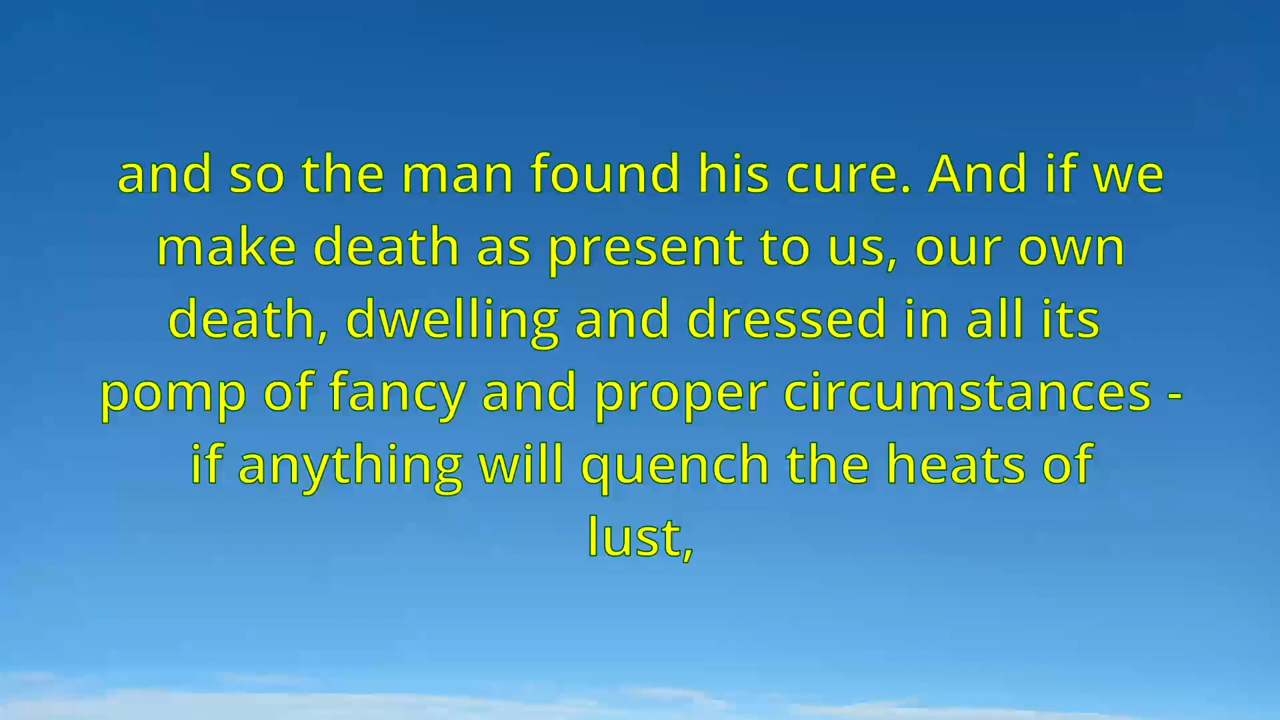 and so the man found his cure. And if we
make death as present to us, our own
death, dwelling and dressed in all its
pomp of fancy and proper circumstances -
if anything will quench the heats of
lust,